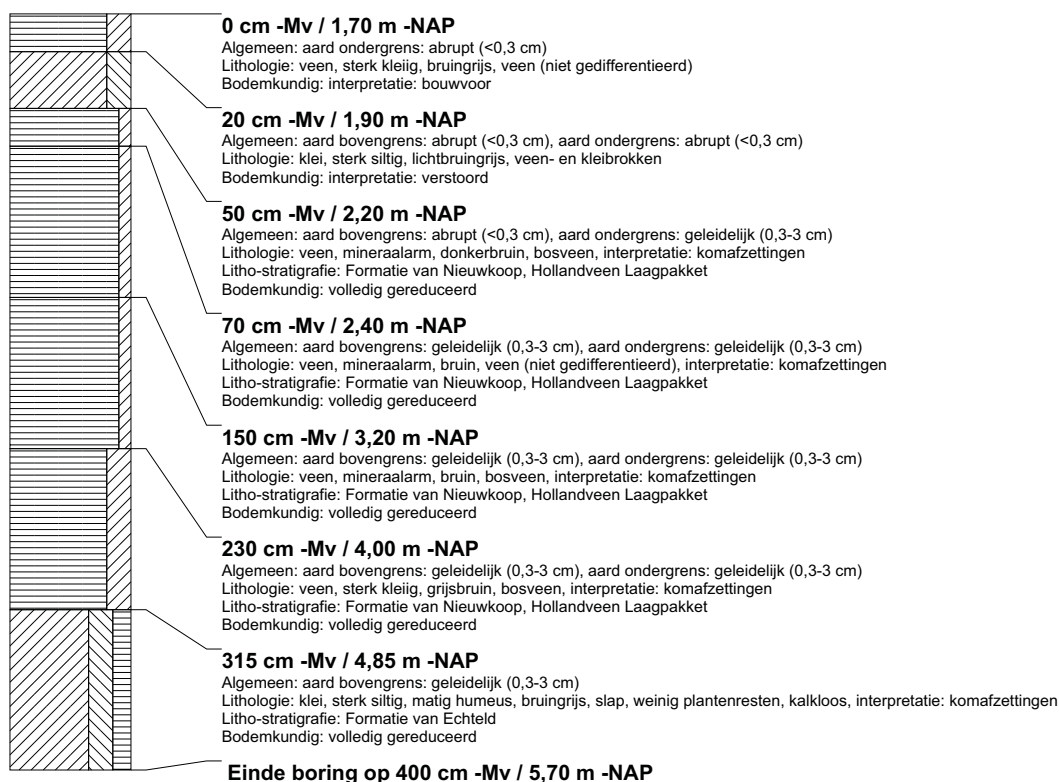 0 cm -Mv / 1,70 m -NAP
Algemeen: aard ondergrens: abrupt (<0,3 cm)
Lithologie: veen, sterk kleiig, bruingrijs, veen (niet gedifferentieerd)
Bodemkundig: interpretatie: bouwvoor
20 cm -Mv / 1,90 m -NAP
Algemeen: aard bovengrens: abrupt (<0,3 cm), aard ondergrens: abrupt (<0,3 cm)
Lithologie: klei, sterk siltig, lichtbruingrijs, veen- en kleibrokken
Bodemkundig: interpretatie: verstoord
50 cm -Mv / 2,20 m -NAP
Algemeen: aard bovengrens: abrupt (<0,3 cm), aard ondergrens: geleidelijk (0,3-3 cm)
Lithologie: veen, mineraalarm, donkerbruin, bosveen, interpretatie: komafzettingen
Litho-stratigrafie: Formatie van Nieuwkoop, Hollandveen Laagpakket
Bodemkundig: volledig gereduceerd
70 cm -Mv / 2,40 m -NAP
Algemeen: aard bovengrens: geleidelijk (0,3-3 cm), aard ondergrens: geleidelijk (0,3-3 cm)
Lithologie: veen, mineraalarm, bruin, veen (niet gedifferentieerd), interpretatie: komafzettingen
Litho-stratigrafie: Formatie van Nieuwkoop, Hollandveen Laagpakket
Bodemkundig: volledig gereduceerd
150 cm -Mv / 3,20 m -NAP
Algemeen: aard bovengrens: geleidelijk (0,3-3 cm), aard ondergrens: geleidelijk (0,3-3 cm)
Lithologie: veen, mineraalarm, bruin, bosveen, interpretatie: komafzettingen
Litho-stratigrafie: Formatie van Nieuwkoop, Hollandveen Laagpakket
Bodemkundig: volledig gereduceerd
230 cm -Mv / 4,00 m -NAP
Algemeen: aard bovengrens: geleidelijk (0,3-3 cm), aard ondergrens: geleidelijk (0,3-3 cm)
Lithologie: veen, sterk kleiig, grijsbruin, bosveen, interpretatie: komafzettingen
Litho-stratigrafie: Formatie van Nieuwkoop, Hollandveen Laagpakket
Bodemkundig: volledig gereduceerd
315 cm -Mv / 4,85 m -NAP
Algemeen: aard bovengrens: geleidelijk (0,3-3 cm)
Lithologie: klei, sterk siltig, matig humeus, bruingrijs, slap, weinig plantenresten, kalkloos, interpretatie: komafzettingen
Litho-stratigrafie: Formatie van Echteld
Bodemkundig: volledig gereduceerd
Einde boring op 400 cm -Mv / 5,70 m -NAP